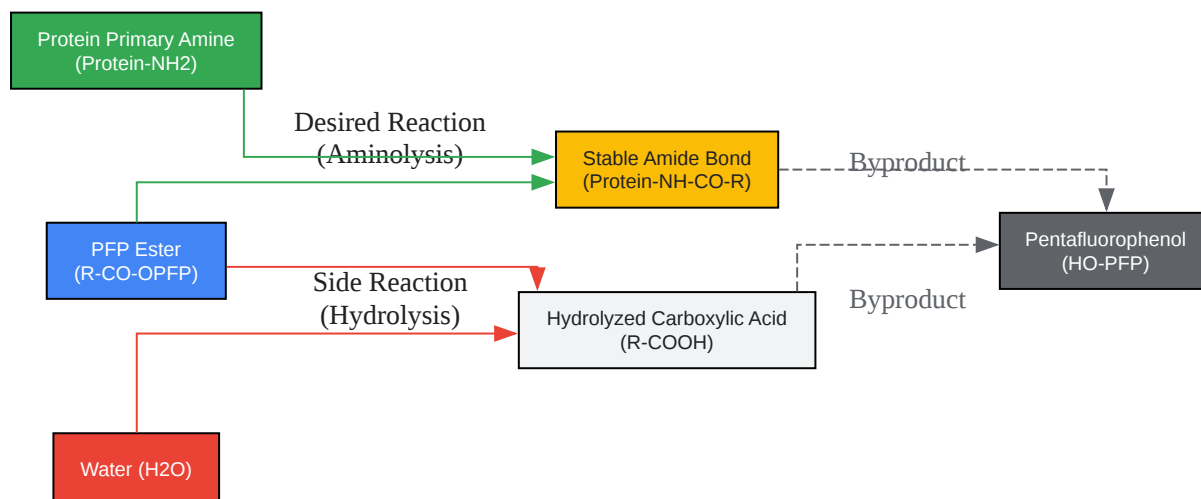 Protein Primary Amine
(Protein-NH2)
Desired Reaction
(Aminolysis)
Stable Amide Bond
(Protein-NH-CO-R)
Byproduct
PFP Ester
(R-CO-OPFP)
Pentafluorophenol
(HO-PFP)
Side Reaction
(Hydrolysis)
Hydrolyzed Carboxylic Acid
(R-COOH)
Byproduct
Water (H2O)